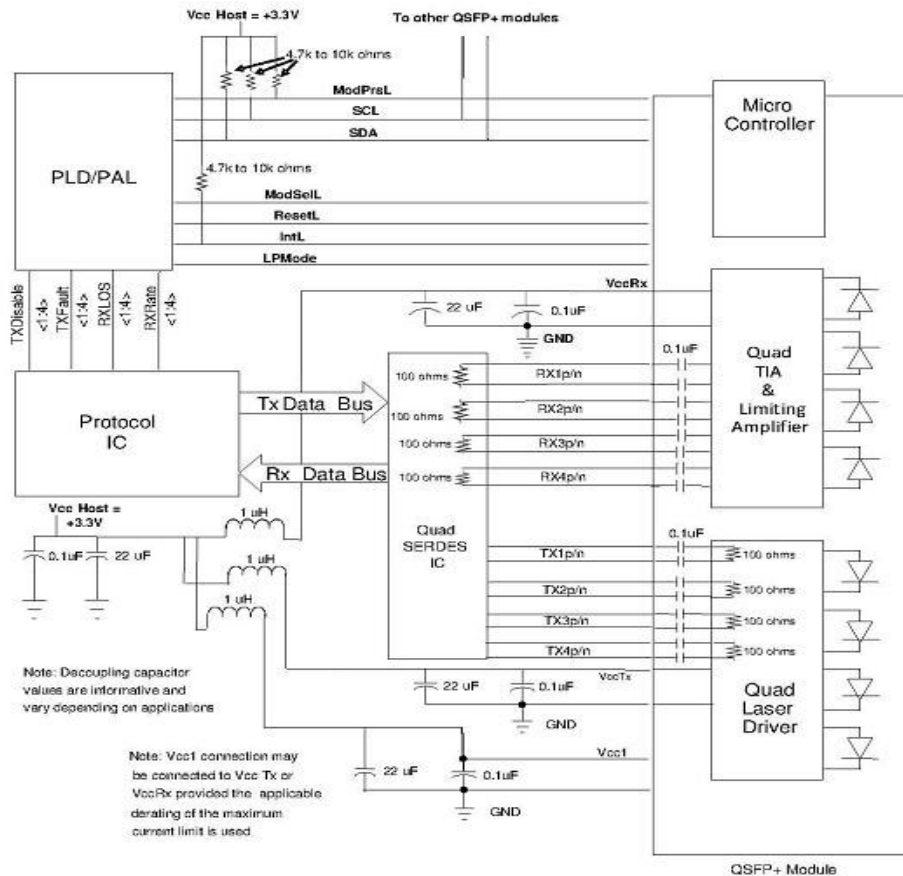 Vcc Host = +3.3V
To other QSFP+ modules
4.7k to 10k ohms
ModPrsL
SCL
SDA
PLD/PAL
4.7k to 10k ohms
ModSelL
ResetL
IntL
LPMode
Micro
Controller
TXDisable
<1:4>
TXFault
<1:4>
RXLOS
<1:4>
RXRate
<1:4>
VccRx
22 uF
0.1uF
GND
Protocol
IC
Tx Data Bus
Rx Data Bus
100 ohms
100 ohms
100 ohms
100 ohms
RX1p/n
RX2p/n
RX3p/n
RX4p/n
0.1uF
Quad
TIA
&
Limiting
Amplifier
Quad
SERDES
IC
Vcc Host =
+3.3V
0.1uF
22 uF
1 uH
1 uH
1 uH
TX1p/n
TX2p/n
TX3p/n
TX4p/n
0.1uF
100 ohms
100 ohms
100 ohms
100 ohms
Quad
Laser
Driver
VccTx
22 uF
0.1uF
GND
Note: Decoupling capacitor
values are informative and
vary depending on applications
Vcc1
22 uF
0.1uF
GND
Note: Vcc1 connection may
be connected to Vcc Tx or
VccRx provided the applicable
derating of the maximum
current limit is used
QSFP+ Module